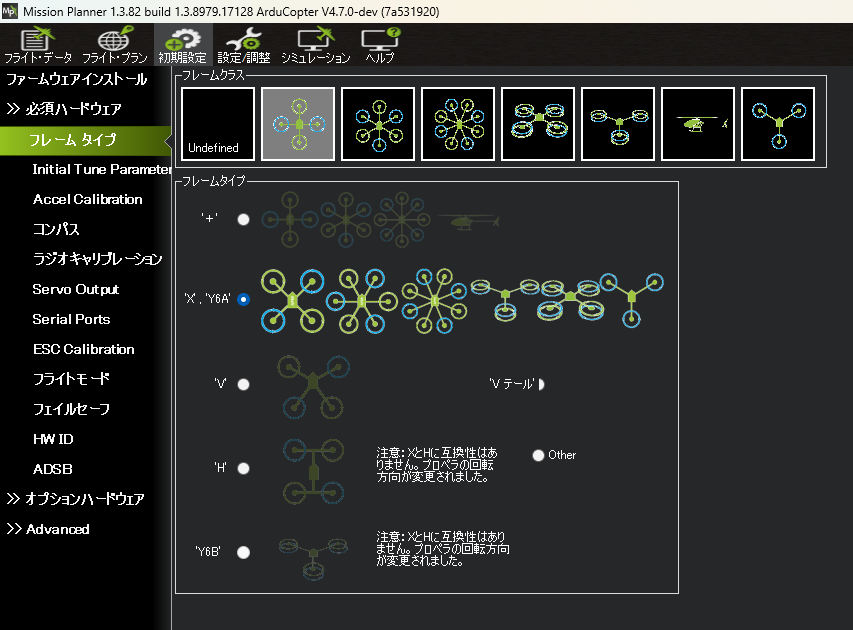 Mission Planner 1.3.82 build 1.3.8979.17128 ArduCopter V4.7.0-dev (7a531920)
フライト・データ フライト・プラン 初期設定 設定/調整 シミュレーション ヘルプ
ファームウェアインストール
>> 必須ハードウェア
フレーム タイプ
Initial Tune Parameter
Accel Calibration
コンパス
ラジオキャリブレーション
Servo Output
Serial Ports
ESC Calibration
フライトモード
フェイルセーフ
HW ID
ADSB
>> オプションハードウェア
>> Advanced
フレームクラス
Undefined
フレームタイプ
'+'
'X', 'Y6A'
'V'
'V テール'
'H'
注意: XとHに互換性はあ
りません。プロペラの回転
方向が変更されました。
Other
'Y6B'
注意: XとHに互換性はあり
ません。プロペラの回転方向
が変更されました。